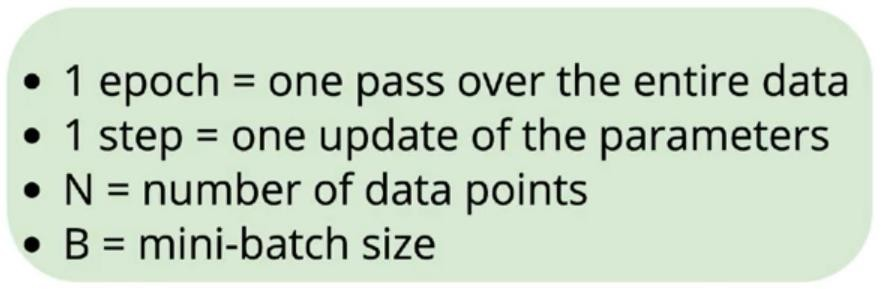 • 1 epoch = one pass over the entire data
• 1 step = one update of the parameters
• N = number of data points
• B = mini-batch size